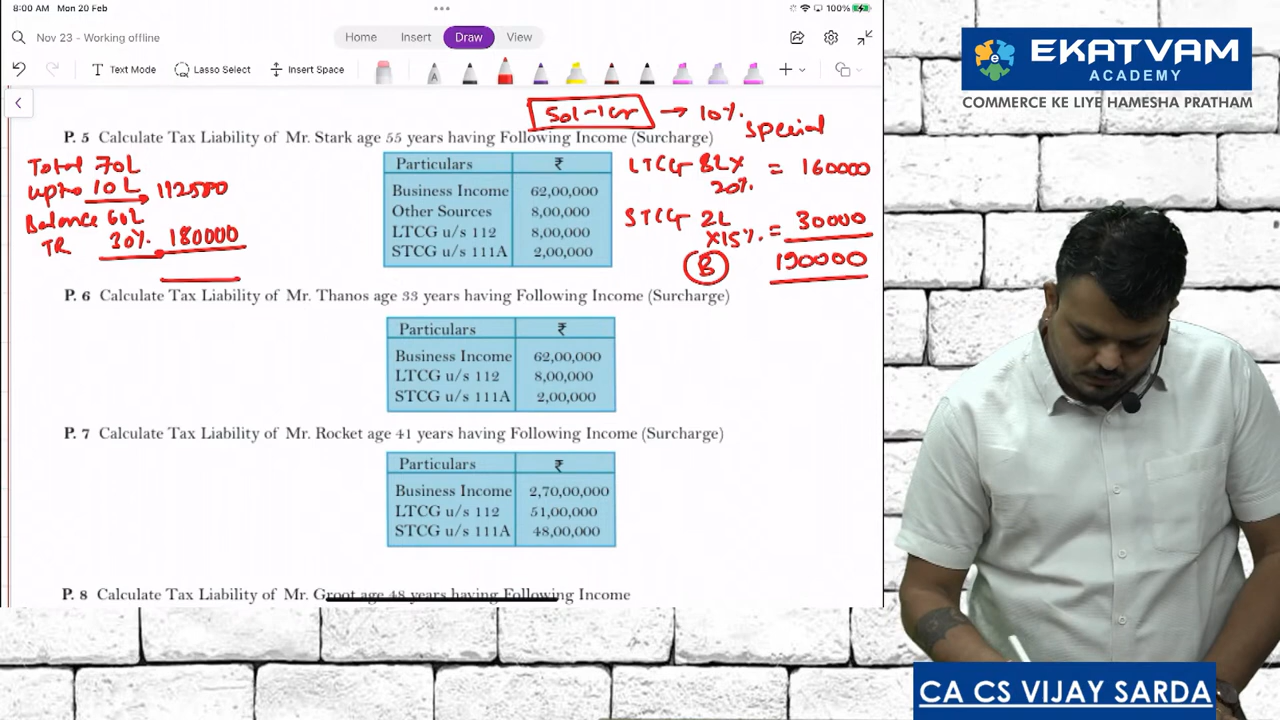 8:00 AM Mon 20 Feb
100%
Nov 23 - Working offline
Home Insert Draw View
Text Mode Lasso Select Insert Space
EKATVAM
ACADEMY
COMMERCE KE LIYE HAMESHA PRATHAM
50L-1Cr → 10%
special
P. 5 Calculate Tax Liability of Mr. Stark age 55 years having Following Income (Surcharge)
Total 70L
upto 10L 112500
Balance 60L
TR 30% 180000
Particulars ₹
Business Income 62,00,000
Other Sources 8,00,000
LTCG u/s 112 8,00,000
STCG u/s 111A 2,00,000
LTCG 8L x = 160000
20%
STCG 2L
x15% = 30000
B 190000
P. 6 Calculate Tax Liability of Mr. Thanos age 33 years having Following Income (Surcharge)
Particulars ₹
Business Income 62,00,000
LTCG u/s 112 8,00,000
STCG u/s 111A 2,00,000
P. 7 Calculate Tax Liability of Mr. Rocket age 41 years having Following Income (Surcharge)
Particulars ₹
Business Income 2,70,00,000
LTCG u/s 112 51,00,000
STCG u/s 111A 48,00,000
P. 8 Calculate Tax Liability of Mr. Groot age 48 years having Following Income
CA CS VIJAY SARDA